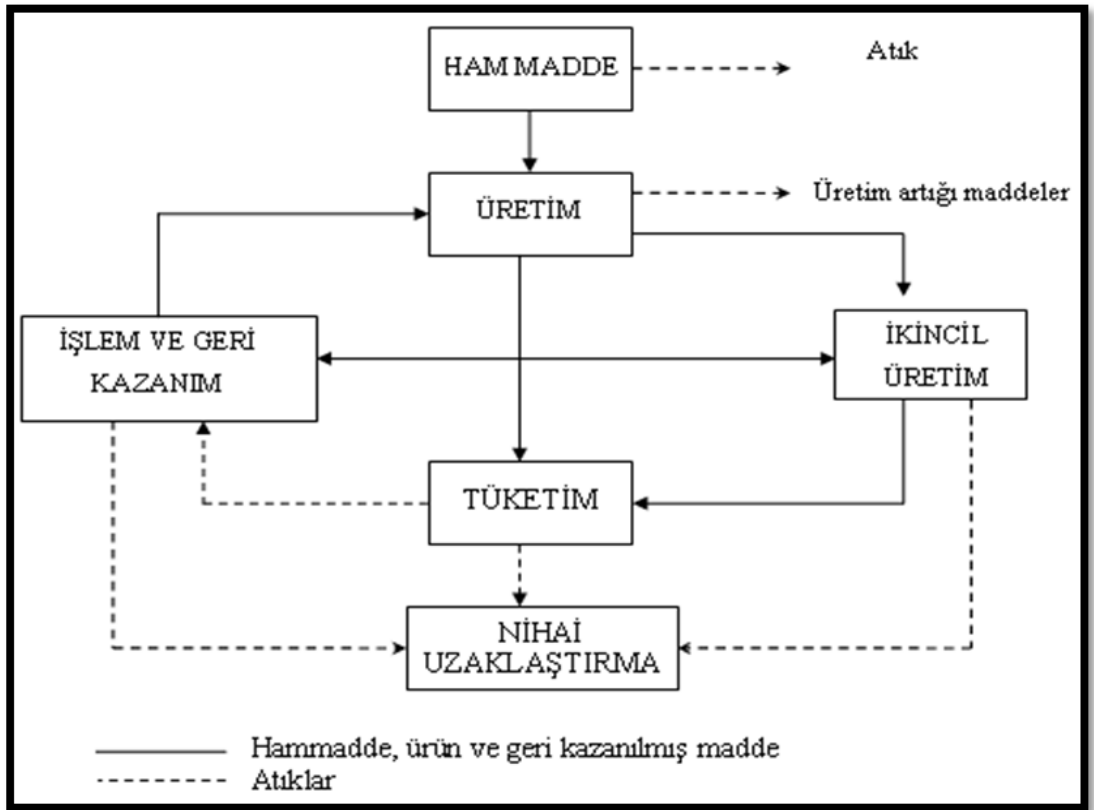 HAM MADDE
Atık
ÜRETİM
Üretim artığı maddeler
İŞLEM VE GERİ
KAZANIM
İKİNCİL
ÜRETİM
TÜKETİM
NİHAİ
UZAKLAŞTIRMA
Hammadde, ürün ve geri kazanılmış madde
Atıklar